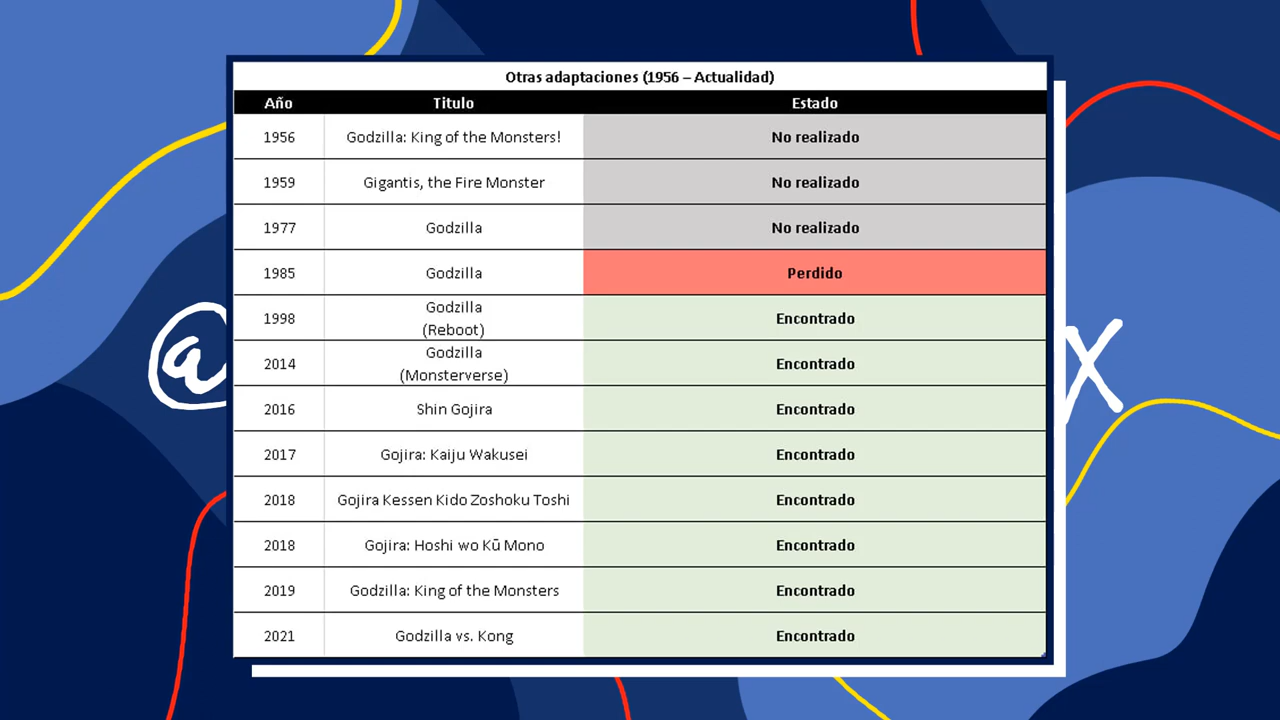 Otras adaptaciones (1956 – Actualidad)
Año Titulo Estado
1956 Godzilla: King of the Monsters! No realizado
1959 Gigantis, the Fire Monster No realizado
1977 Godzilla No realizado
1985 Godzilla Perdido
1998 Godzilla (Reboot) Encontrado
2014 Godzilla (Monsterverse) Encontrado
2016 Shin Gojira Encontrado
2017 Gojira: Kaiju Wakusei Encontrado
2018 Gojira Kessen Kido Zoshoku Toshi Encontrado
2018 Gojira: Hoshi wo Kū Mono Encontrado
2019 Godzilla: King of the Monsters Encontrado
2021 Godzilla vs. Kong Encontrado